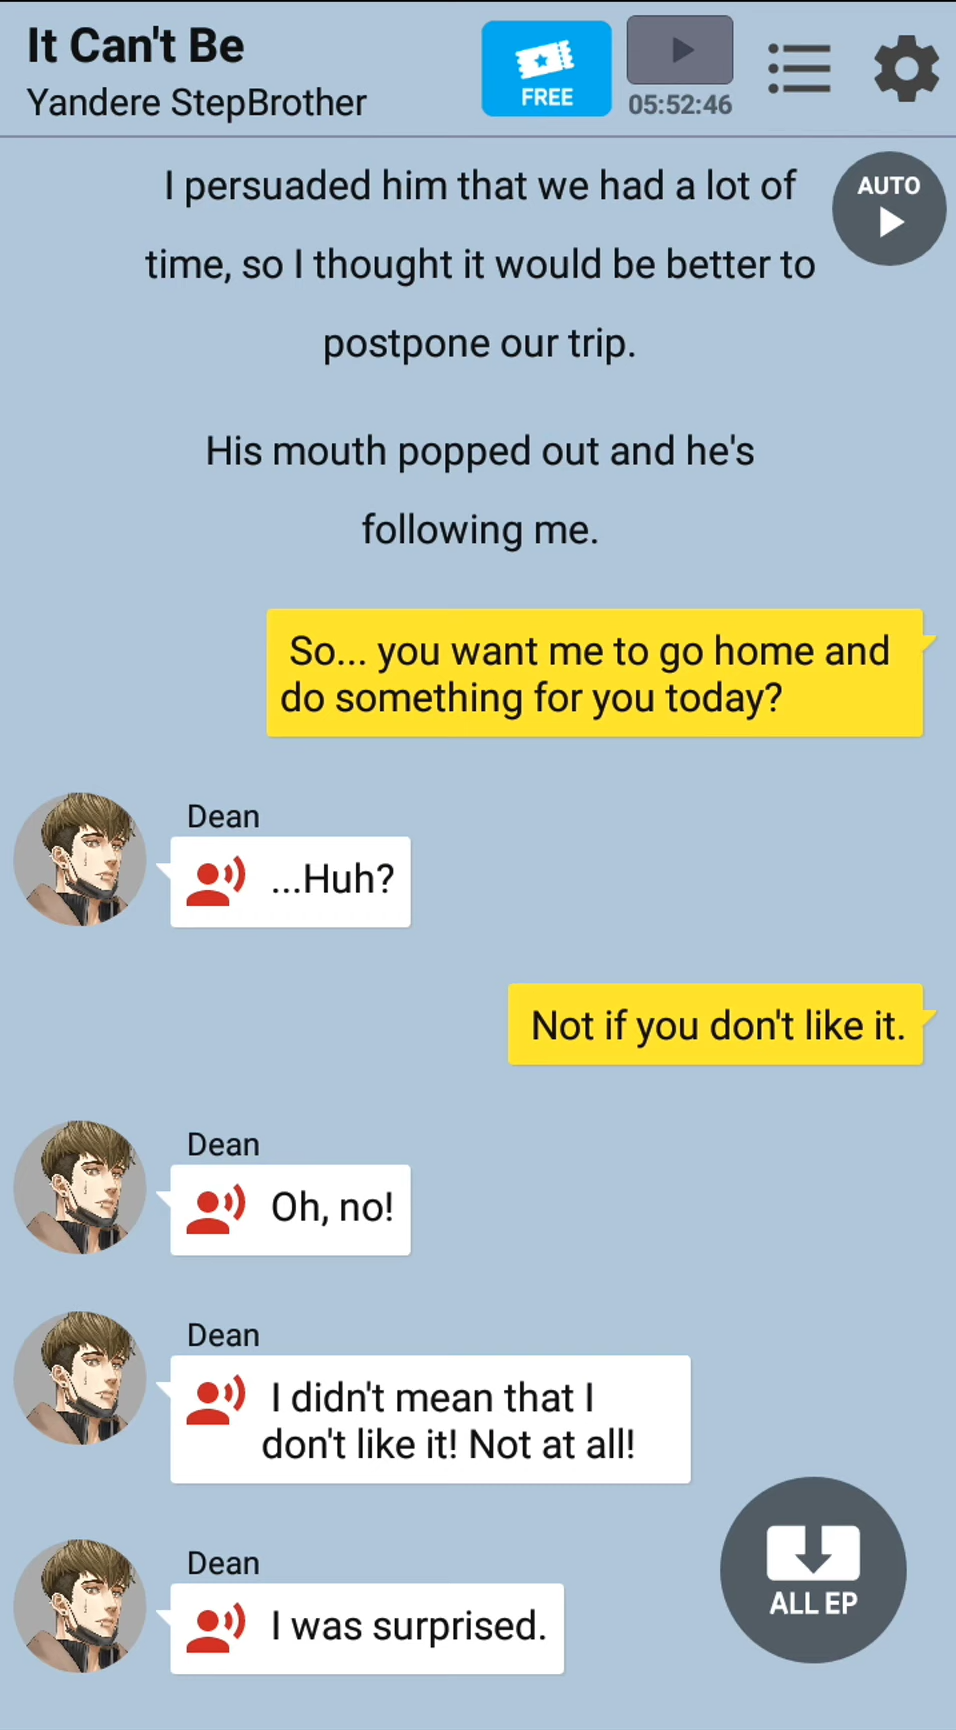 It Can't Be
Yandere StepBrother
FREE
05:52:46
AUTO
I persuaded him that we had a lot of
time, so I thought it would be better to
postpone our trip.
His mouth popped out and he's
following me.
So... you want me to go home and
do something for you today?
Dean
...Huh?
Not if you don't like it.
Dean
Oh, no!
Dean
I didn't mean that I
don't like it! Not at all!
Dean
I was surprised.
ALL EP